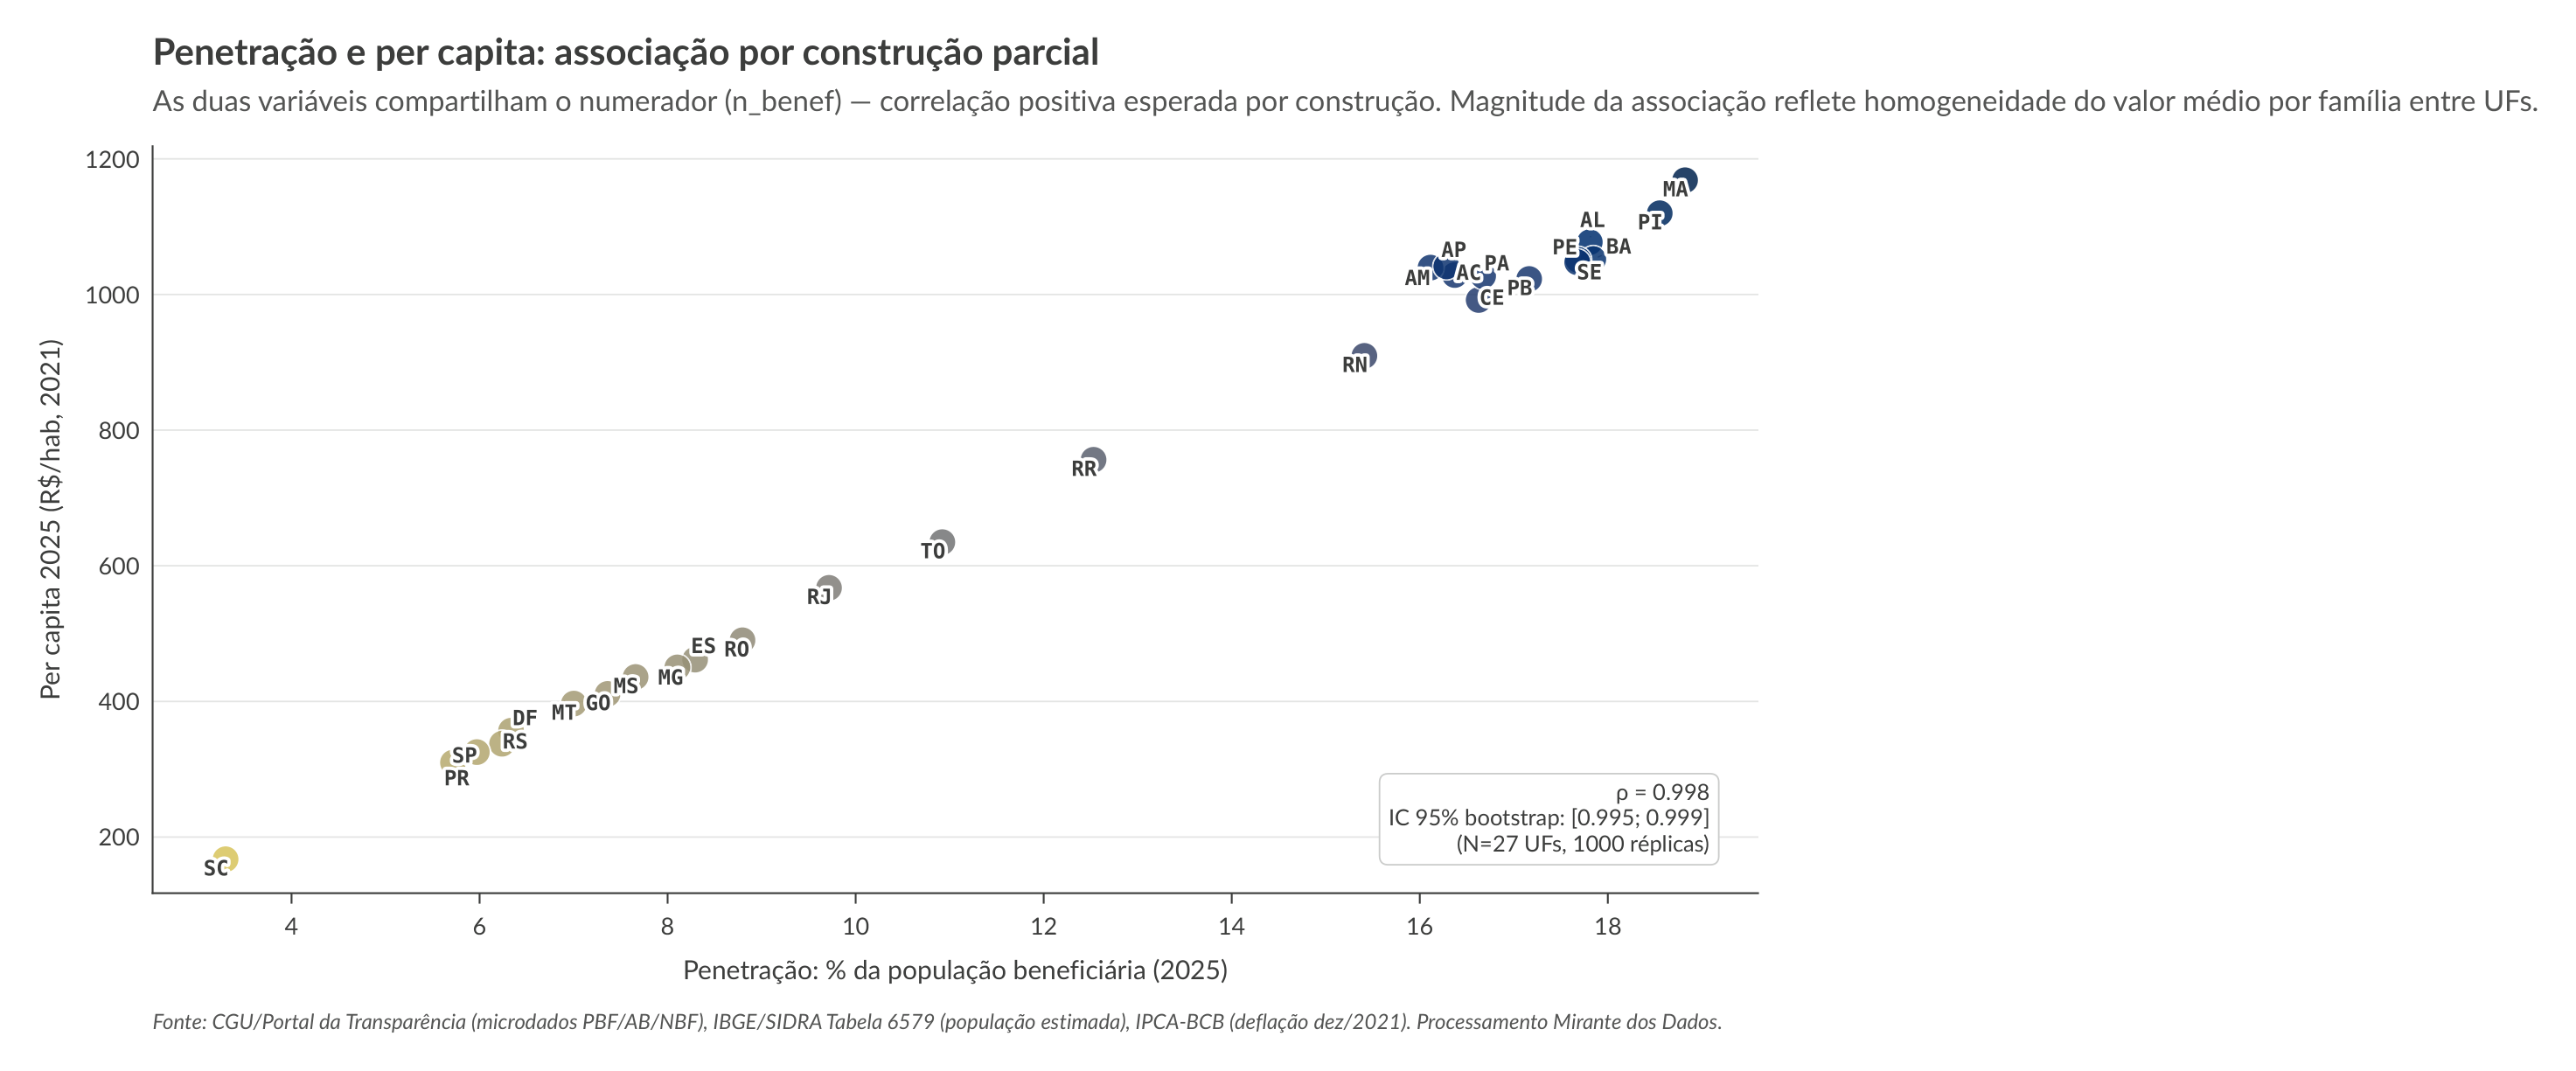 Penetração e per capita: associação por construção parcial
As duas variáveis compartilham o numerador (n_benef) — correlação positiva esperada por construção. Magnitude da associação reflete homogeneidade do valor médio por família entre UFs.
Per capita 2025 (R$/hab, 2021)
1200
1000
800
600
400
200
MA
PI
AL
PE
BA
SE
AP
PA
AM
AC
CE
PB
RN
RR
TO
RJ
ES
RO
MG
MS
GO
MT
DF
RS
SP
PR
SC
ρ = 0.998
IC 95% bootstrap: [0.995; 0.999]
(N=27 UFs, 1000 réplicas)
4
6
8
10
12
14
16
18
Penetração: % da população beneficiária (2025)
Fonte: CGU/Portal da Transparência (microdados PBF/AB/NBF), IBGE/SIDRA Tabela 6579 (população estimada), IPCA-BCB (deflação dez/2021). Processamento Mirante dos Dados.